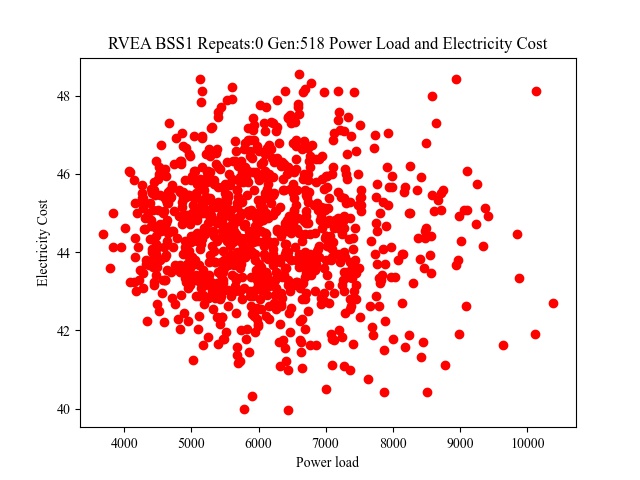 RVEA BSS1 Repeats:0 Gen:518 Power Load and Electricity Cost
48
46
44
42
40
Electricity Cost
4000 5000 6000 7000 8000 9000 10000
Power load